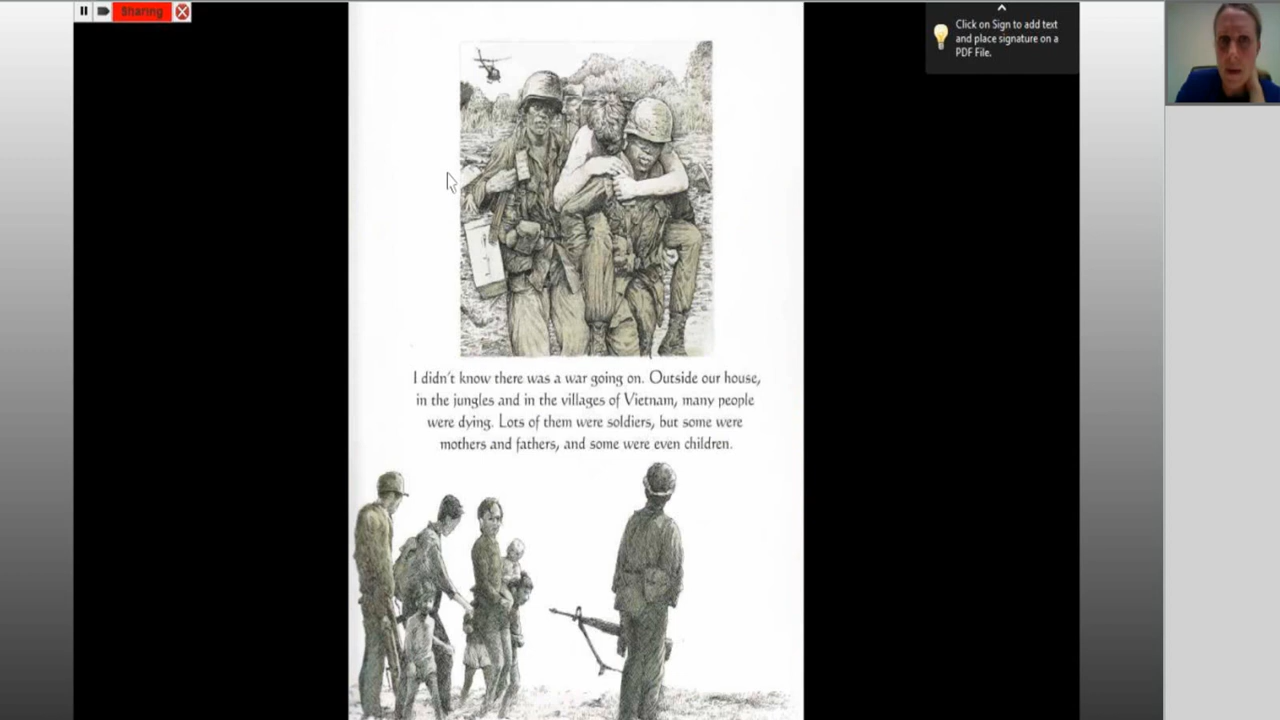 Sharing
Click on Sign to add text
and place signature on a
PDF File.
I didn't know there was a war going on. Outside our house,
in the jungles and in the villages of Vietnam, many people
were dying. Lots of them were soldiers, but some were
mothers and fathers, and some were even children.